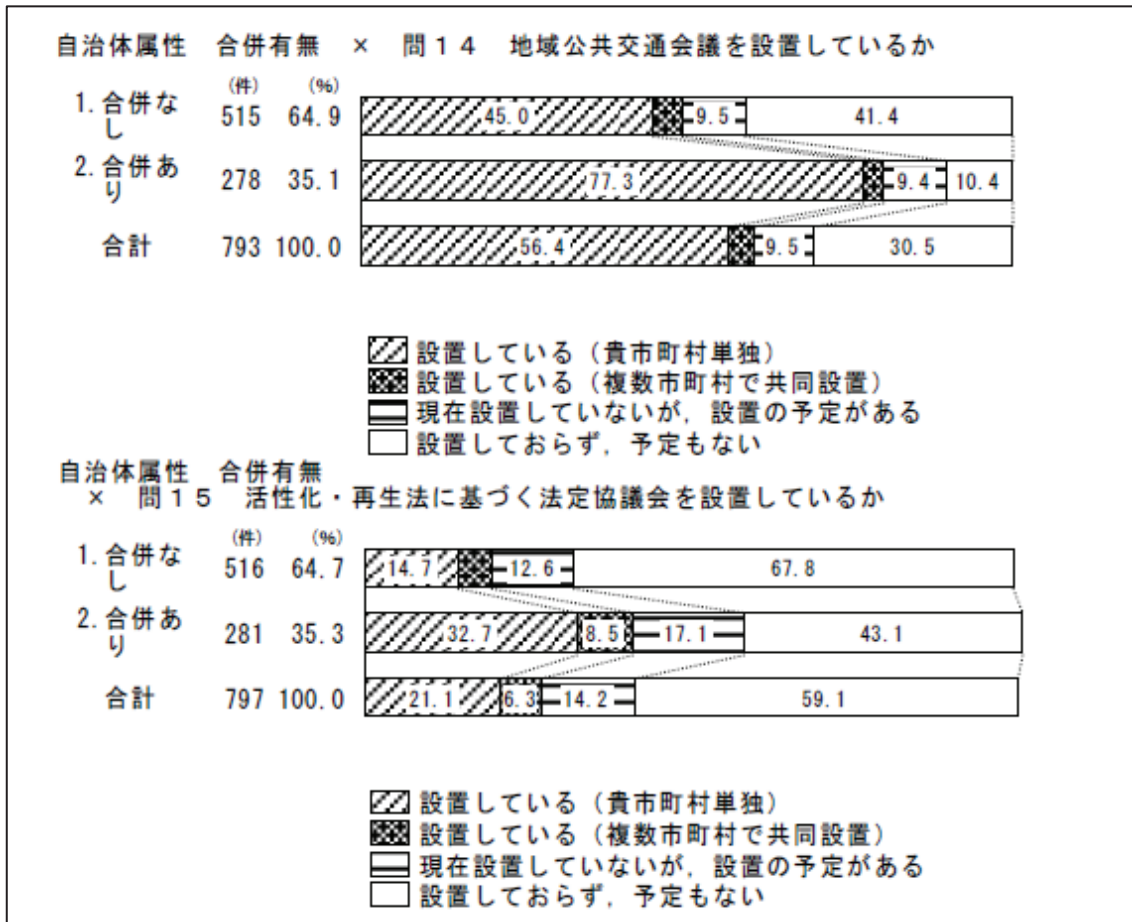 自治体属性　合併有無　×　問１４　地域公共交通会議を設置しているか
(件)　(%)
1.合併な
し　515　64.9　45.0　9.5　41.4
2.合併あ
り　278　35.1　77.3　9.4　10.4
合計　793　100.0　56.4　9.5　30.5
設置している（貴市町村単独）
設置している（複数市町村で共同設置）
現在設置していないが，設置の予定がある
設置しておらず，予定もない
自治体属性　合併有無
×　問１５　活性化・再生法に基づく法定協議会を設置しているか
(件)　(%)
1.合併な
し　516　64.7　14.7　12.6　67.8
2.合併あ
り　281　35.3　32.7　8.5　17.1　43.1
合計　797　100.0　21.1　6.3　14.2　59.1
設置している（貴市町村単独）
設置している（複数市町村で共同設置）
現在設置していないが，設置の予定がある
設置しておらず，予定もない